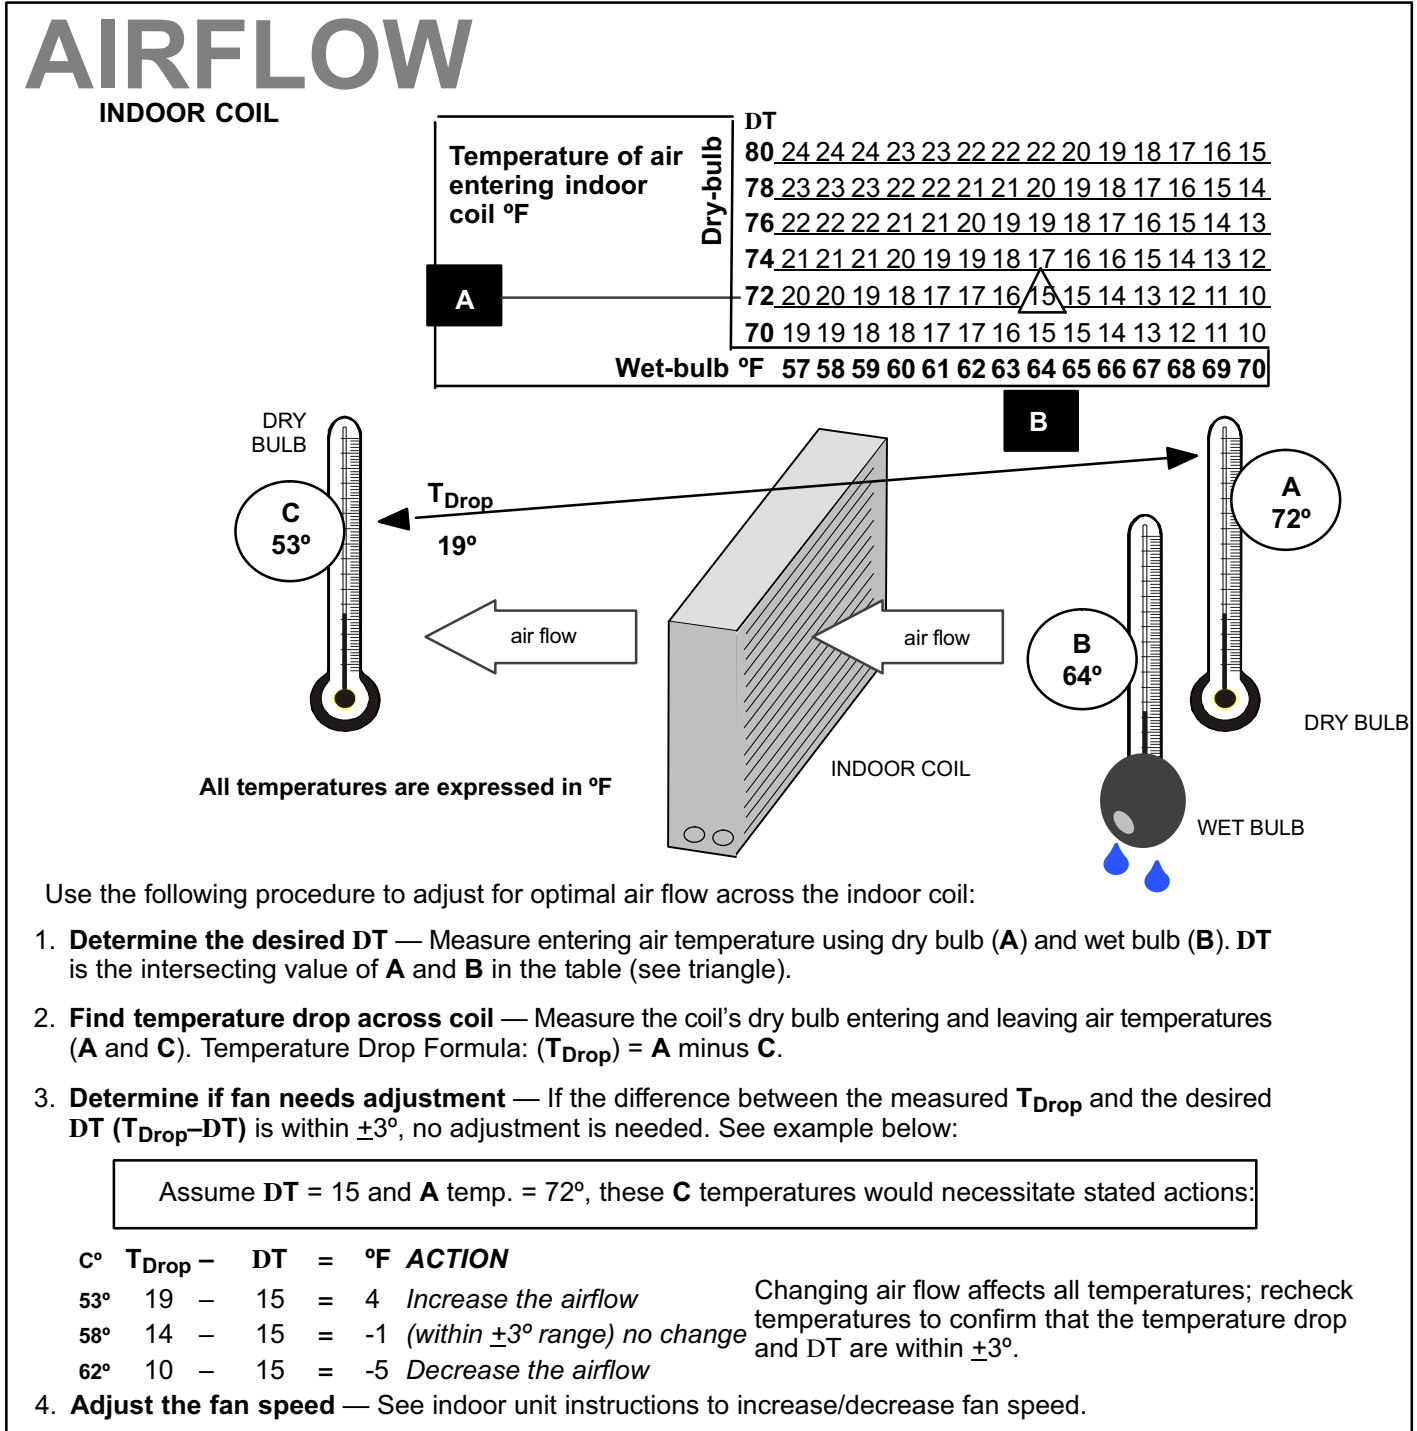 AIRFLOW
INDOOR COIL
Temperature of air
entering indoor
coil ºF
Dry-bulb
DT
80 24 24 24 23 23 22 22 22 20 19 18 17 16 15
78 23 23 23 22 22 21 21 20 19 18 17 16 15 14
76 22 22 22 21 21 20 19 19 18 17 16 15 14 13
74 21 21 21 20 19 19 18 17 16 16 15 14 13 12
A
72 20 20 19 18 17 17 16 15 15 14 13 12 11 10
70 19 19 18 18 17 17 16 15 15 14 13 12 11 10
Wet-bulb ºF 57 58 59 60 61 62 63 64 65 66 67 68 69 70
B
DRY
BULB
C
53º
TDrop
19º
A
72º
air flow
air flow
B
64º
DRY BULB
INDOOR COIL
All temperatures are expressed in ºF
WET BULB
Use the following procedure to adjust for optimal air flow across the indoor coil:
1. Determine the desired DT — Measure entering air temperature using dry bulb (A) and wet bulb (B). DT
is the intersecting value of A and B in the table (see triangle).
2. Find temperature drop across coil — Measure the coil’s dry bulb entering and leaving air temperatures
(A and C). Temperature Drop Formula: (TDrop) = A minus C.
3. Determine if fan needs adjustment — If the difference between the measured TDrop and the desired
DT (TDrop–DT) is within +3º, no adjustment is needed. See example below:
Assume DT = 15 and A temp. = 72º, these C temperatures would necessitate stated actions:
Cº TDrop – DT = ºF ACTION
53º 19 – 15 = 4 Increase the airflow
58º 14 – 15 = -1 (within +3º range) no change
62º 10 – 15 = -5 Decrease the airflow
Changing air flow affects all temperatures; recheck
temperatures to confirm that the temperature drop
and DT are within +3º.
4. Adjust the fan speed — See indoor unit instructions to increase/decrease fan speed.